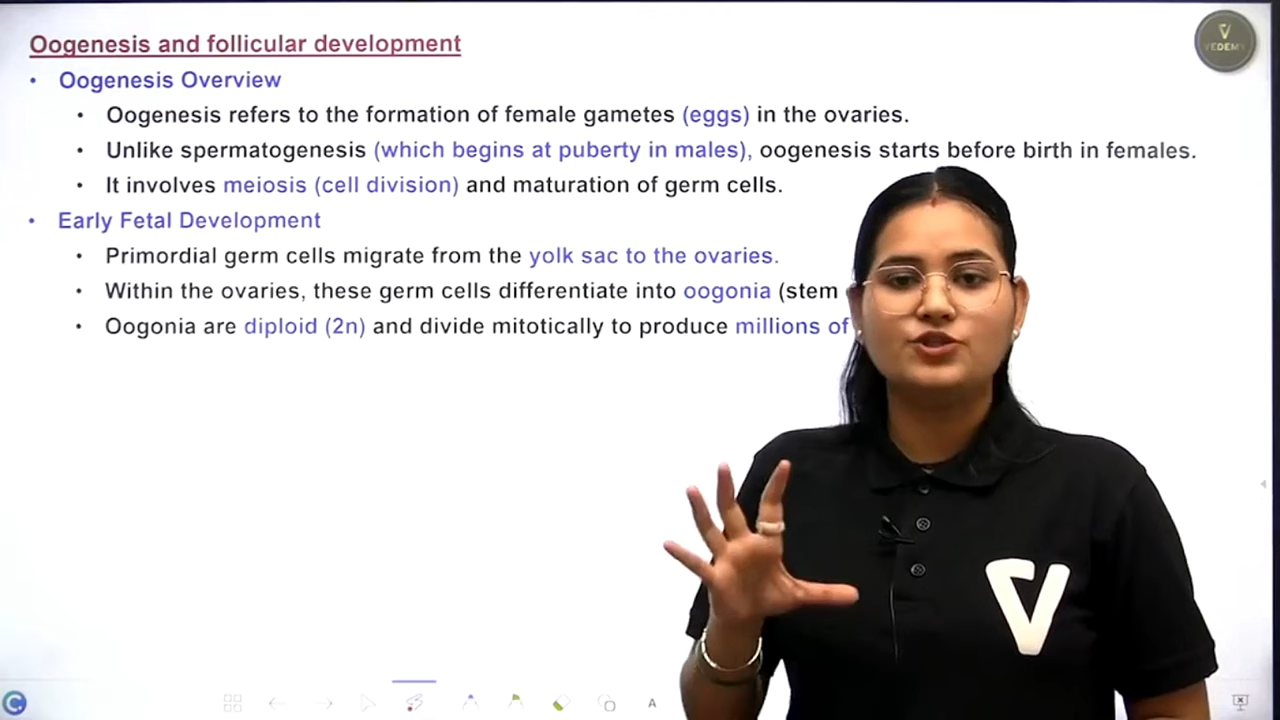 Oogenesis and follicular development
VEDEMY
• Oogenesis Overview
• Oogenesis refers to the formation of female gametes (eggs) in the ovaries.
• Unlike spermatogenesis (which begins at puberty in males), oogenesis starts before birth in females.
• It involves meiosis (cell division) and maturation of germ cells.
• Early Fetal Development
• Primordial germ cells migrate from the yolk sac to the ovaries.
• Within the ovaries, these germ cells differentiate into oogonia (stem
• Oogonia are diploid (2n) and divide mitotically to produce millions of
V
A